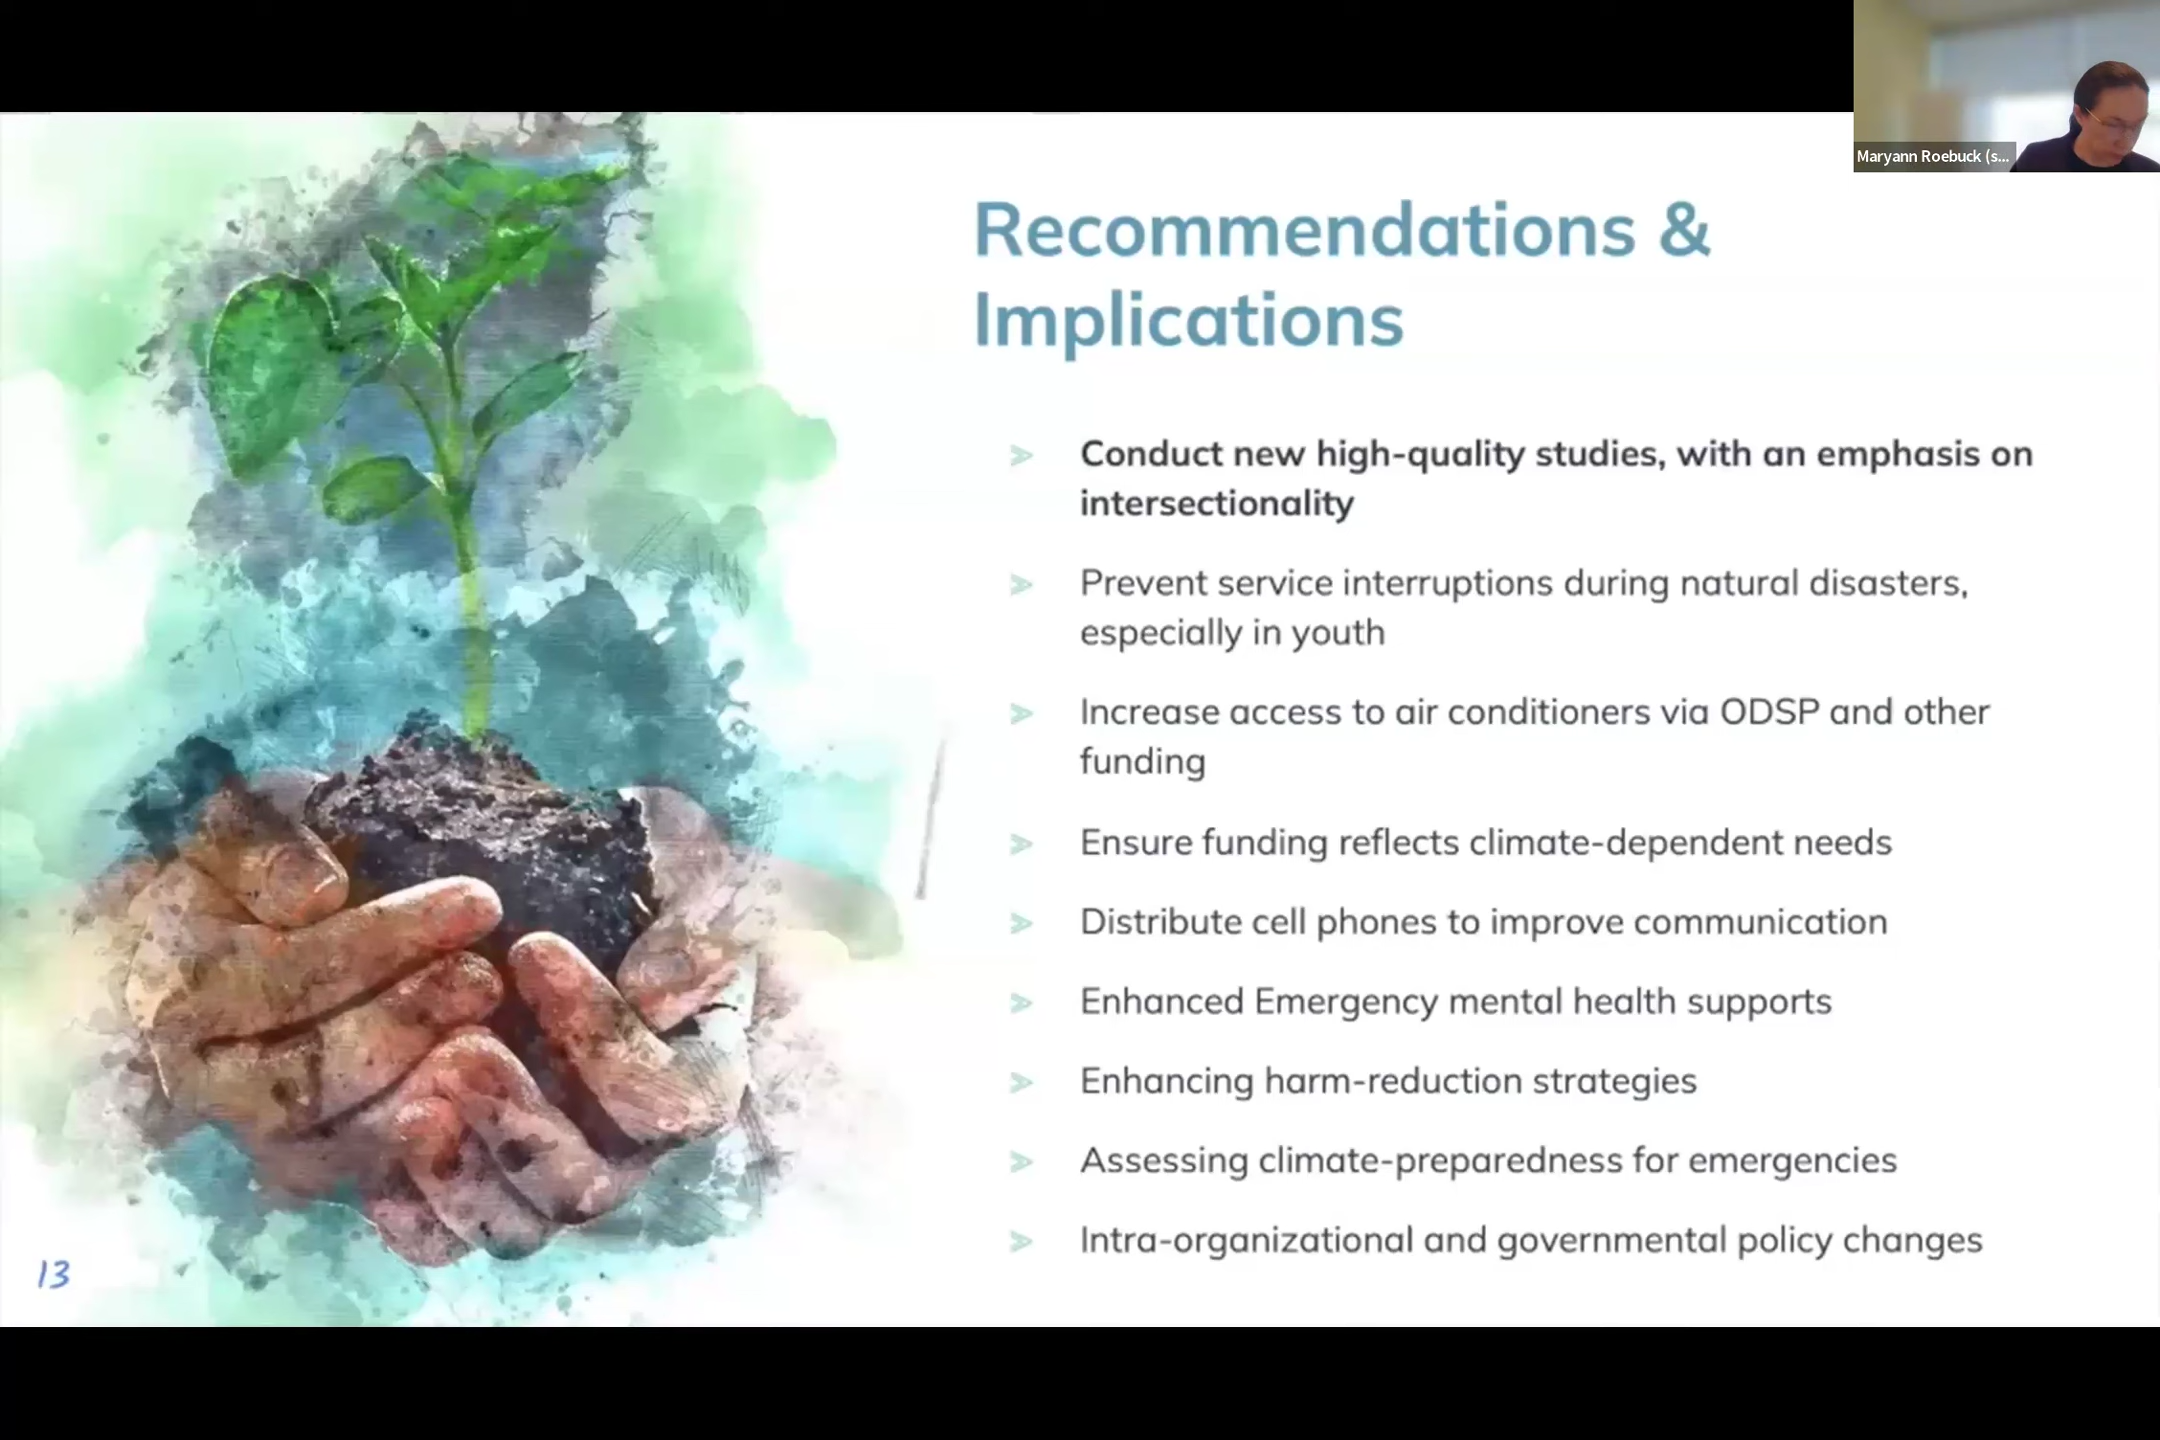 Maryann Roebuck (s...
Recommendations &
Implications
Conduct new high-quality studies, with an emphasis on
intersectionality
Prevent service interruptions during natural disasters,
especially in youth
Increase access to air conditioners via ODSP and other
funding
Ensure funding reflects climate-dependent needs
Distribute cell phones to improve communication
Enhanced Emergency mental health supports
Enhancing harm-reduction strategies
Assessing climate-preparedness for emergencies
Intra-organizational and governmental policy changes
13